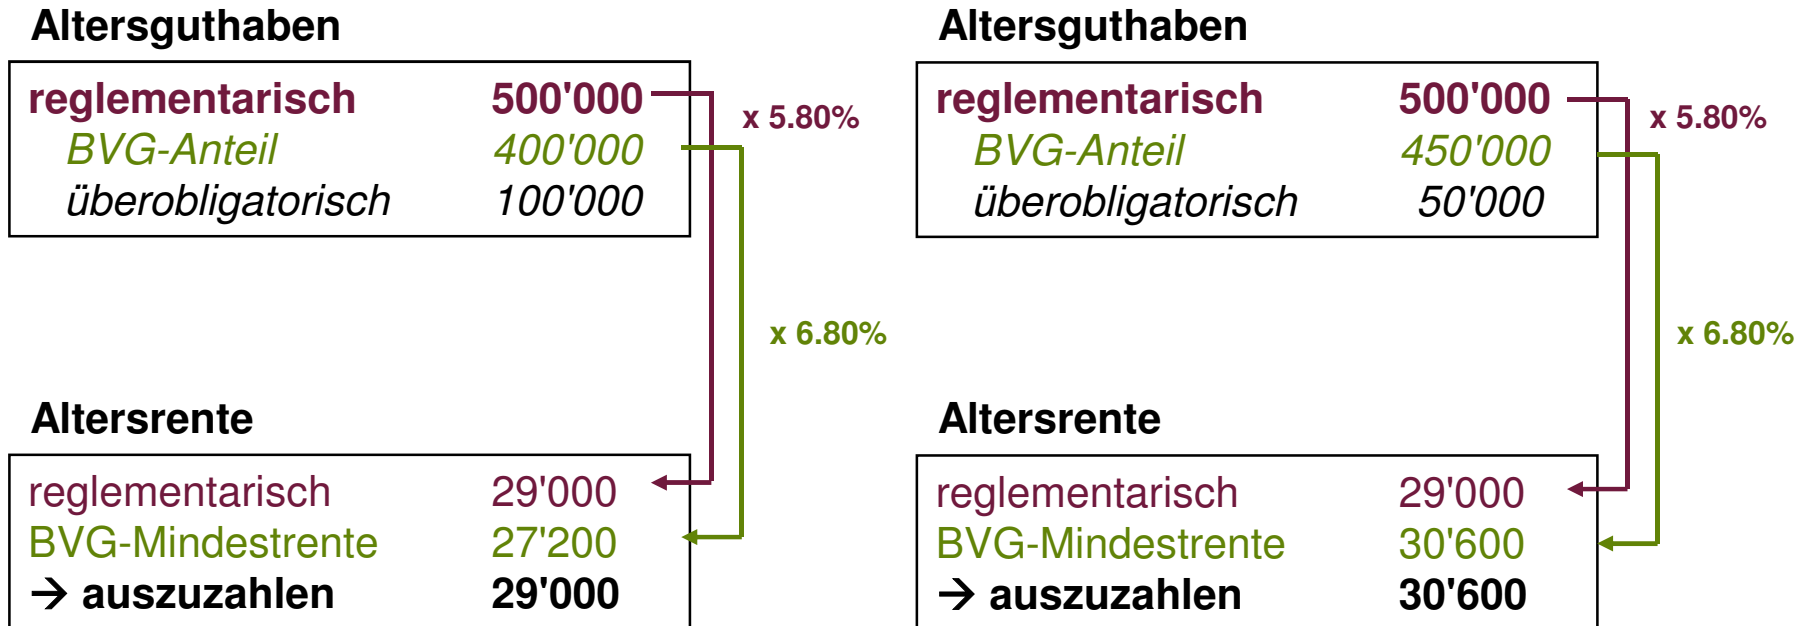 Altersguthaben
reglementarisch 500'000
x 5.80%
BVG-Anteil 400'000
überobligatorisch 100'000
x 6.80%
Altersrente
reglementarisch 29'000
BVG-Mindestrente 27'200
→ auszuzahlen 29'000
Altersguthaben
reglementarisch 500'000
x 5.80%
BVG-Anteil 450'000
überobligatorisch 50'000
x 6.80%
Altersrente
reglementarisch 29'000
BVG-Mindestrente 30'600
→ auszuzahlen 30'600